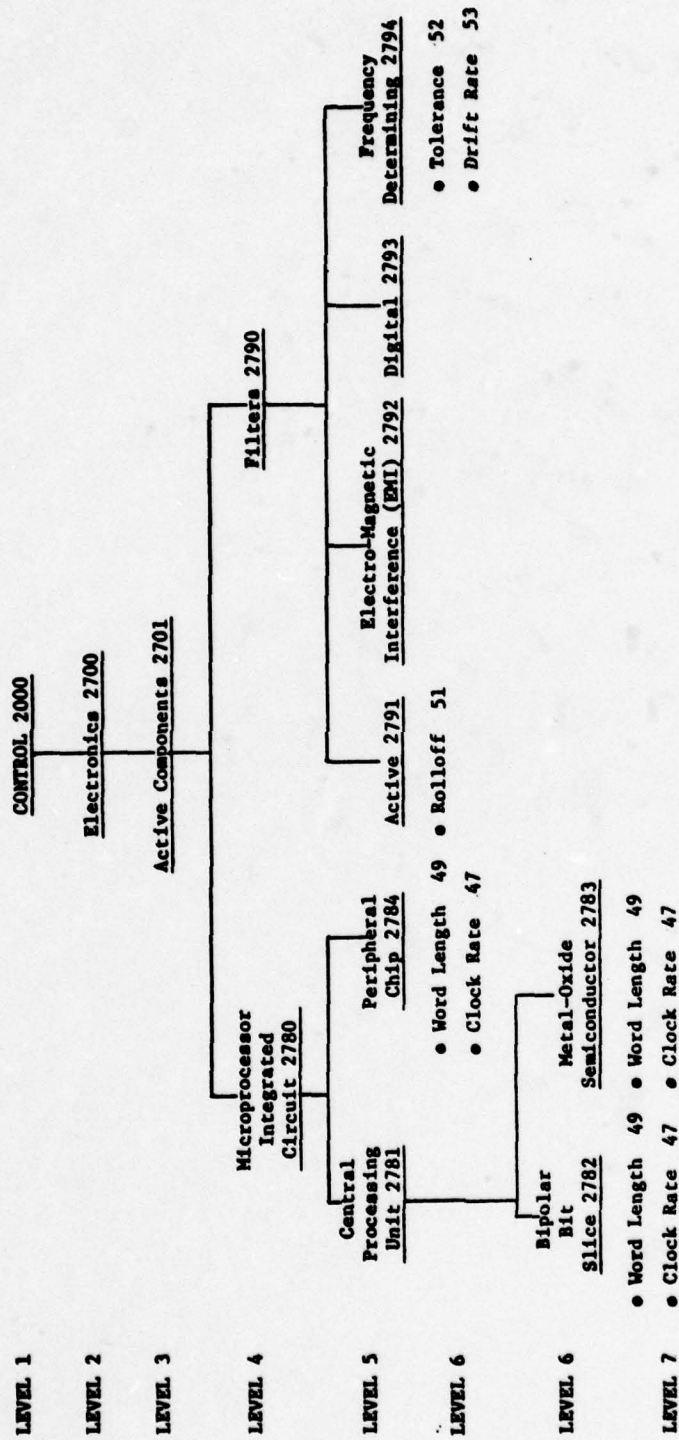 LEVEL 1
CONTROL 2000
LEVEL 2
Electronics 2700
LEVEL 3
Active Components 2701
LEVEL 4
Microprocessor
Integrated
Circuit 2780
Filters 2790
LEVEL 5
Central
Processing
Unit 2781
Peripheral
Chip 2784
Active 2791
Electro-Magnetic
Interference (EMI) 2792
Digital 2793
Frequency
Determining 2794
LEVEL 6
• Word Length 49
• Clock Rate 47
• Rolloff 51
• Tolerance 52
• Drift Rate 53
LEVEL 6
Bipolar
Bit
Slice 2782
Metal-Oxide
Semiconductor 2783
LEVEL 7
• Word Length 49
• Clock Rate 47
• Word Length 49
• Clock Rate 47